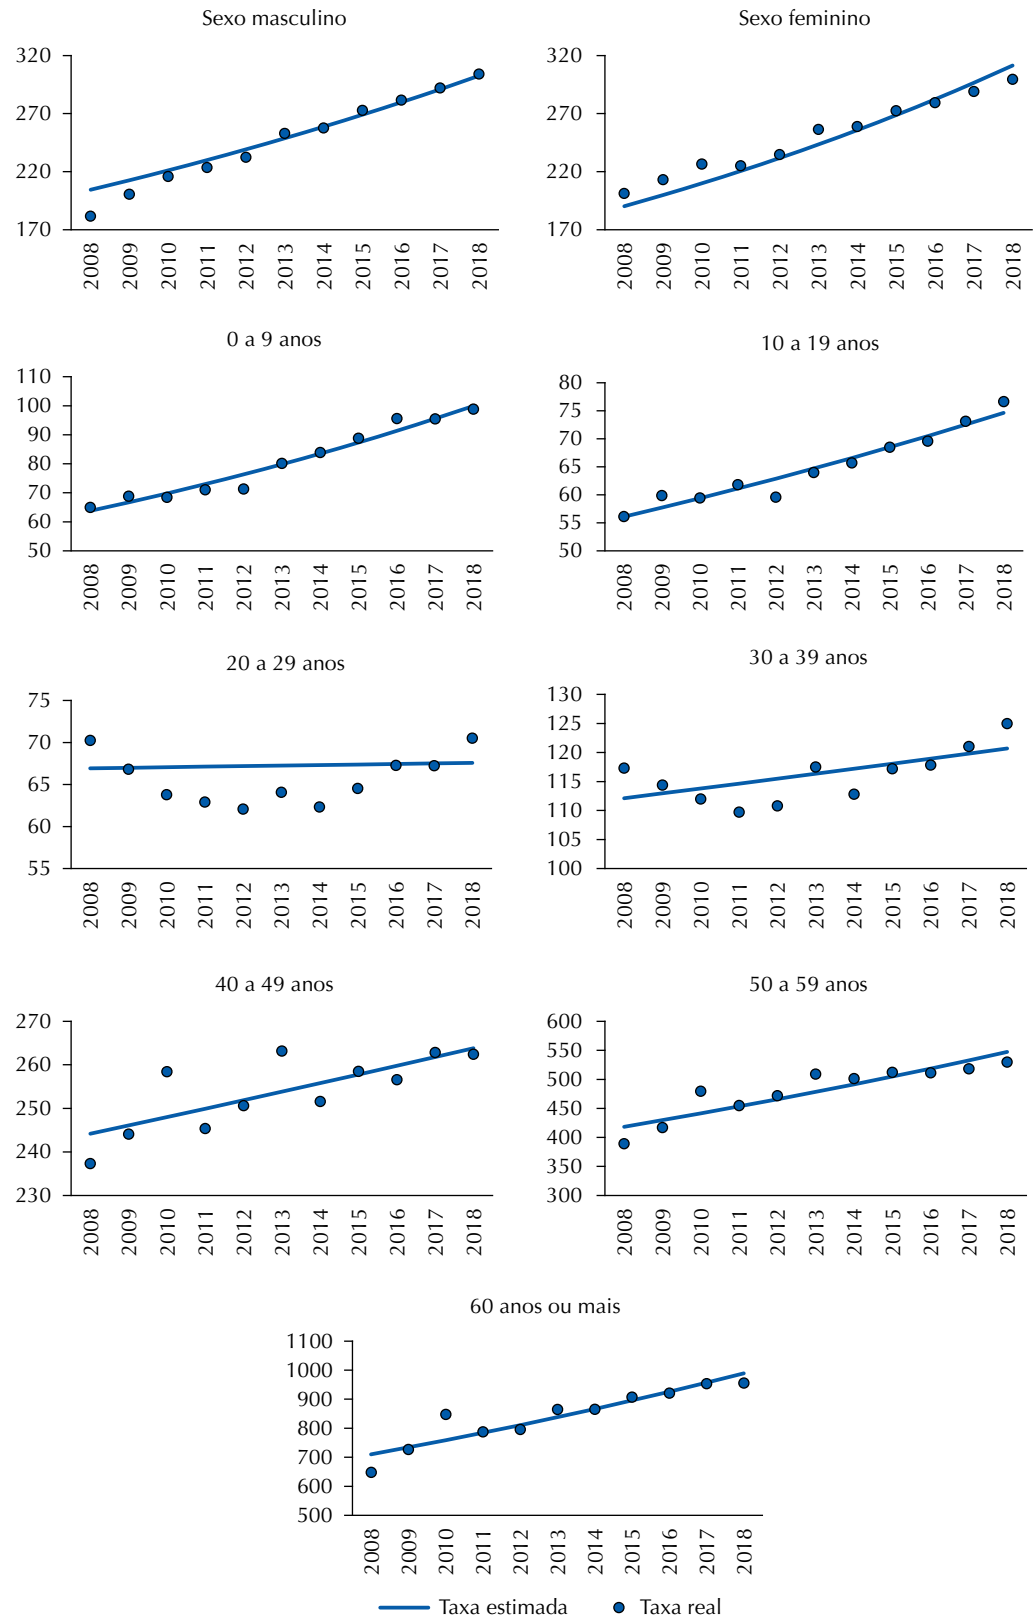 Sexo masculino
320
270
220
170
2008 2009 2010 2011 2012 2013 2014 2015 2016 2017 2018
Sexo feminino
320
270
220
170
2008 2009 2010 2011 2012 2013 2014 2015 2016 2017 2018
0 a 9 anos
110
100
90
80
70
60
50
2008 2009 2010 2011 2012 2013 2014 2015 2016 2017 2018
10 a 19 anos
80
75
70
65
60
55
50
2008 2009 2010 2011 2012 2013 2014 2015 2016 2017 2018
20 a 29 anos
75
70
65
60
55
2008 2009 2010 2011 2012 2013 2014 2015 2016 2017 2018
30 a 39 anos
130
125
120
115
110
105
100
2008 2009 2010 2011 2012 2013 2014 2015 2016 2017 2018
40 a 49 anos
270
260
250
240
230
2008 2009 2010 2011 2012 2013 2014 2015 2016 2017 2018
50 a 59 anos
600
550
500
450
400
350
300
2008 2009 2010 2011 2012 2013 2014 2015 2016 2017 2018
60 anos ou mais
1100
1000
900
800
700
600
500
2008 2009 2010 2011 2012 2013 2014 2015 2016 2017 2018
Taxa estimada Taxa real